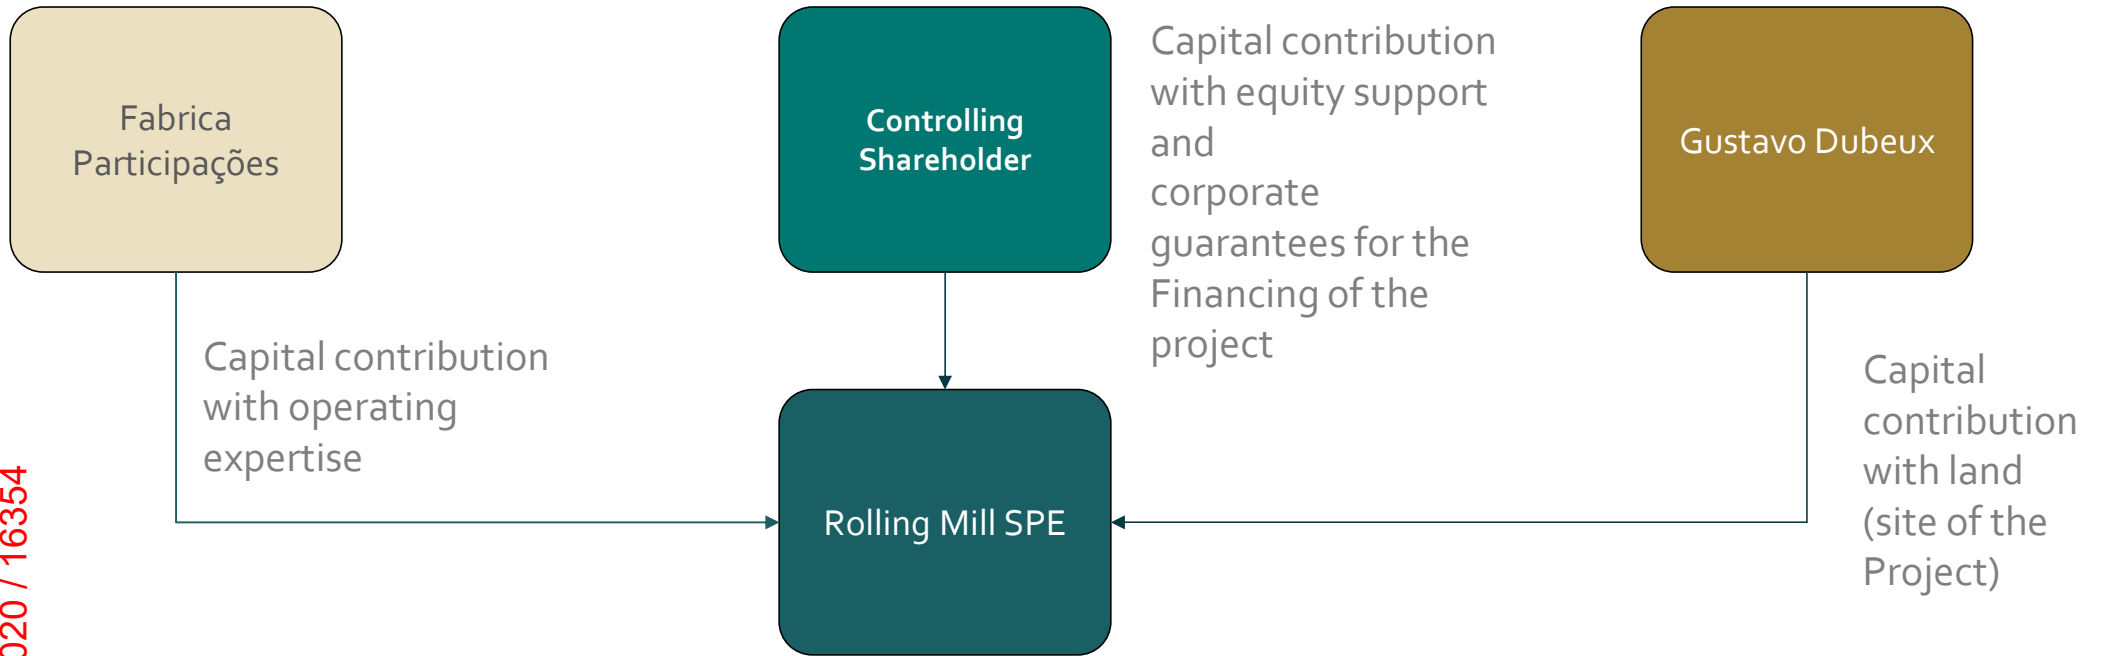 Fabrica
Participações
Controlling
Shareholder
Capital contribution
with equity support
and
corporate
guarantees for the
Financing of the
project
Gustavo Dubeux
Capital contribution
with operating
expertise
Rolling Mill SPE
Capital
contribution
with land
(site of the
Project)
020 / 16354